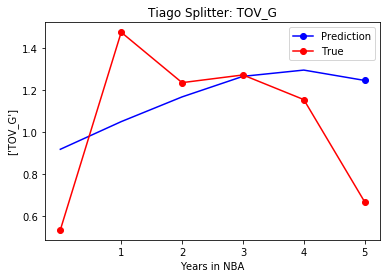 Tiago Splitter: TOV_G
Prediction
True
1.4
1.2
1.0
0.8
0.6
['TOV_G']
1
2
3
4
5
Years in NBA